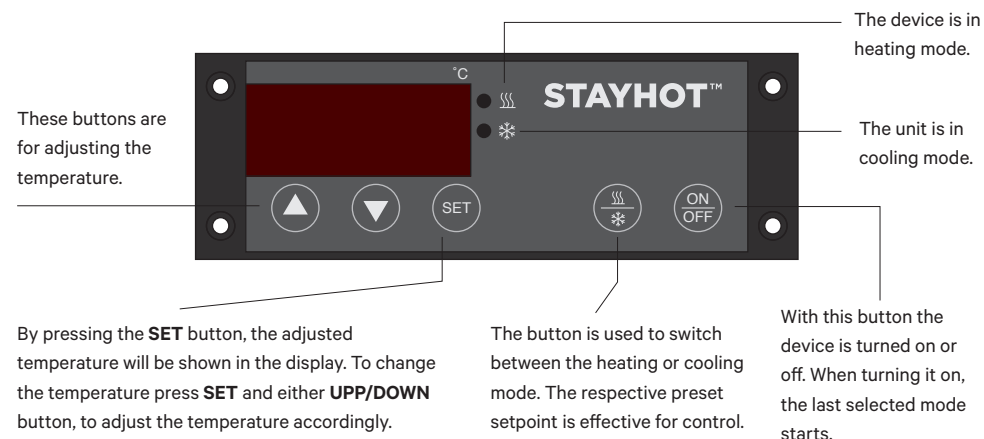 The device is in
heating mode.
°C
STAYHOT™
These buttons are
for adjusting the
temperature.
The unit is in
cooling mode.
SET
ON
OFF
By pressing the SET button, the adjusted
temperature will be shown in the display. To change
the temperature press SET and either UPP/DOWN
button, to adjust the temperature accordingly.
The button is used to switch
between the heating or cooling
mode. The respective preset
setpoint is effective for control.
With this button the
device is turned on or
off. When turning it on,
the last selected mode
starts.